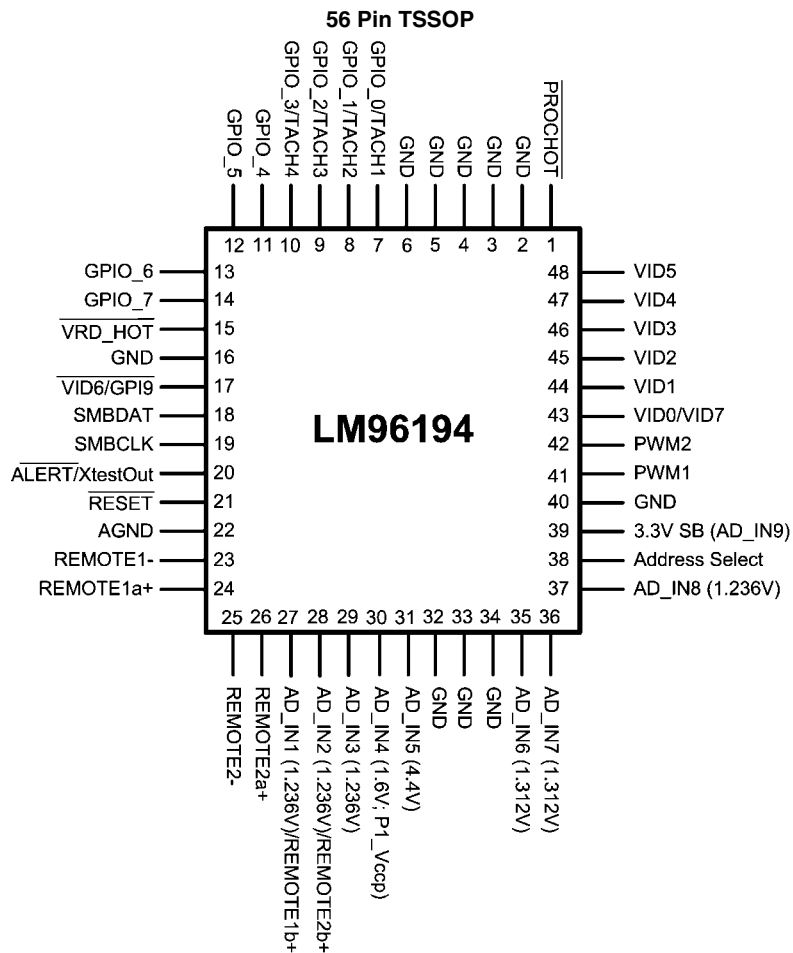 56 Pin TSSOP
GPIO_5
GPIO_4
GPIO_3/TACH4
GPIO_2/TACH3
GPIO_1/TACH2
GPIO_0/TACH1
GND
GND
GND
GND
GND
PROCHOT
12 11 10 9 8 7 6 5 4 3 2 1
GPIO_6 13 48 VID5
GPIO_7 14 47 VID4
VRD_HOT 15 46 VID3
GND 16 45 VID2
VID6/GPI9 17 44 VID1
SMBDAT 18 43 VID0/VID7
LM96194
SMBCLK 19 42 PWM2
ALERT/XtestOut 20 41 PWM1
RESET 21 40 GND
AGND 22 39 3.3V SB (AD_IN9)
REMOTE1- 23 38 Address Select
REMOTE1a+ 24 37 AD_IN8 (1.236V)
25 26 27 28 29 30 31 32 33 34 35 36
REMOTE2-
REMOTE2a+
AD_IN1 (1.236V)/REMOTE1b+
AD_IN2 (1.236V)/REMOTE2b+
AD_IN3 (1.236V)
AD_IN4 (1.6V; P1_Vccp)
AD_IN5 (4.4V)
GND
GND
GND
AD_IN6 (1.312V)
AD_IN7 (1.312V)